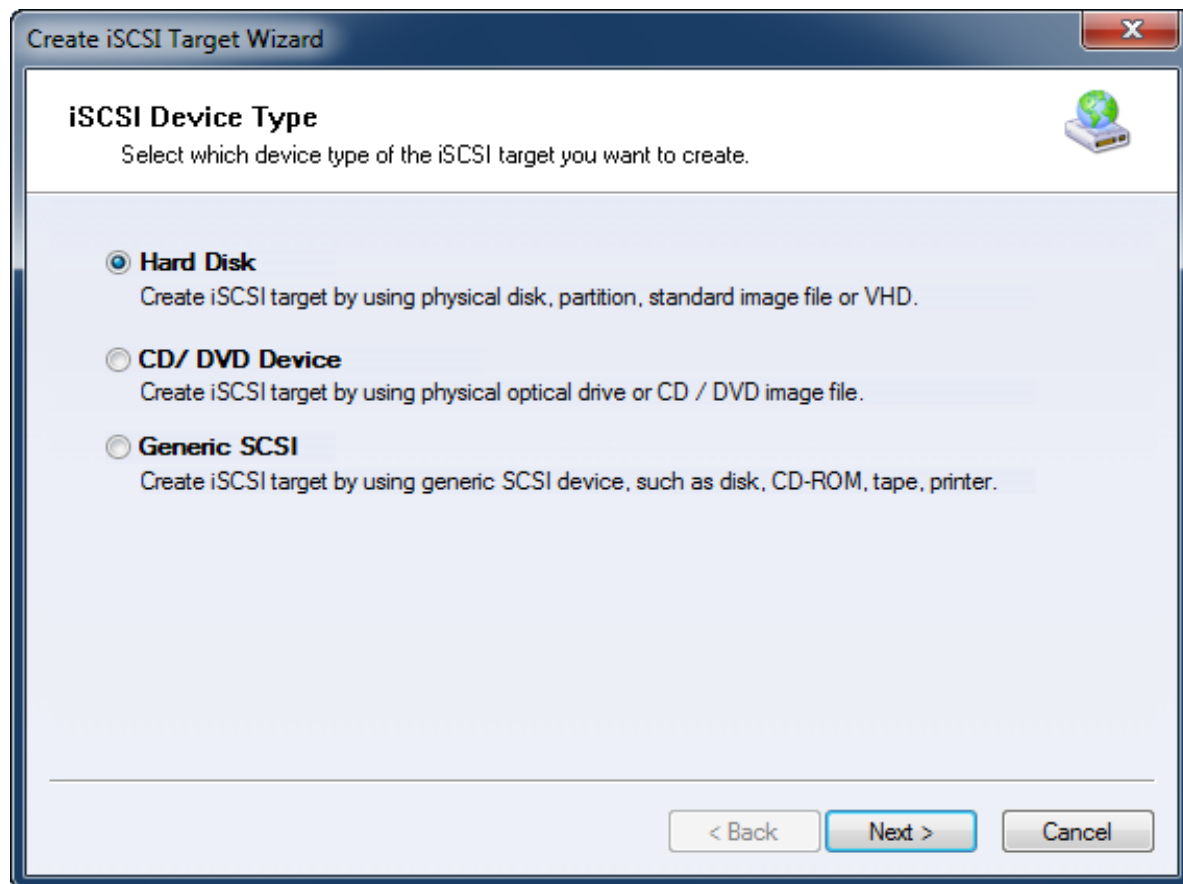 Create iSCSI Target Wizard
iSCSI Device Type
Select which device type of the iSCSI target you want to create.
Hard Disk
Create iSCSI target by using physical disk, partition, standard image file or VHD.
CD/ DVD Device
Create iSCSI target by using physical optical drive or CD / DVD image file.
Generic SCSI
Create iSCSI target by using generic SCSI device, such as disk, CD-ROM, tape, printer.
< Back Next > Cancel